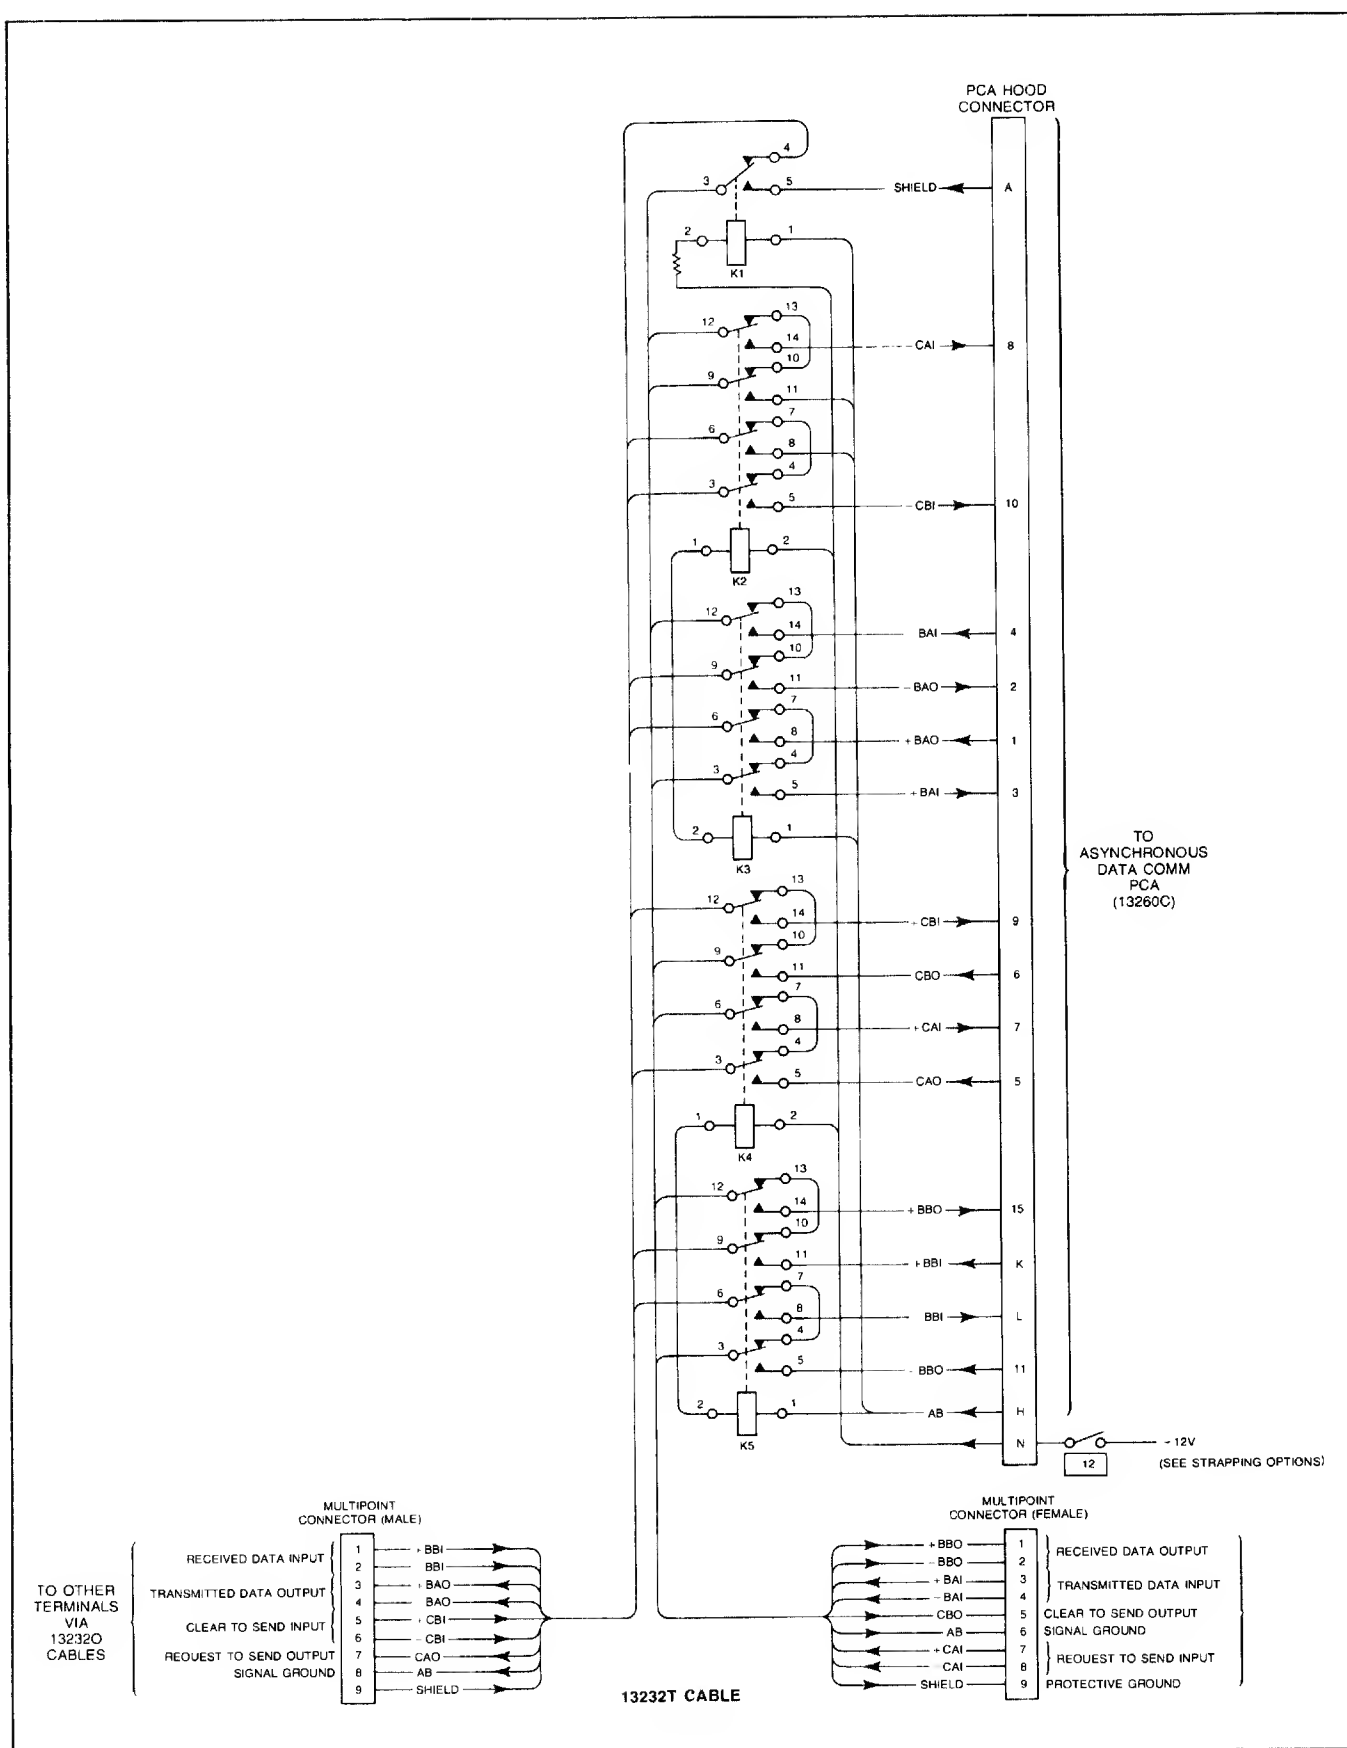 PCA HOOD
CONNECTOR
4
3
5
SHIELD
A
2
1
K1
13
12
14
CAI
8
10
9
11
7
6
8
4
3
5
- CBI
10
1
2
K2
13
12
14
BAI
4
10
9
11
- BAO
2
7
6
8
+ BAO
1
4
3
5
+ BAI
3
2
1
K3
TO
ASYNCHRONOUS
DATA COMM
PCA
(13260C)
13
12
14
+ CBI
9
10
9
11
CBO
6
7
6
8
+ CAI
7
4
3
5
CAO
5
1
2
K4
13
12
14
+ BBO
15
10
9
11
+ BBI
K
7
6
8
BBI
L
4
3
5
- BBO
11
2
1
AB
H
K5
N
- 12V
12
(SEE STRAPPING OPTIONS)
MULTIPOINT
CONNECTOR (MALE)
TO OTHER
TERMINALS
VIA
13232O
CABLES
RECEIVED DATA INPUT
TRANSMITTED DATA OUTPUT
CLEAR TO SEND INPUT
REQUEST TO SEND OUTPUT
SIGNAL GROUND
1 + BBI
2 BBI
3 + BAO
4 BAO
5 + CBI
6 - CBI
7 CAO
8 AB
9 SHIELD
13232T CABLE
MULTIPOINT
CONNECTOR (FEMALE)
+ BBO 1
- BBO 2
+ BAI 3
- BAI 4
CBO 5
AB 6
+ CAI 7
CAI 8
SHIELD 9
RECEIVED DATA OUTPUT
TRANSMITTED DATA INPUT
CLEAR TO SEND OUTPUT
SIGNAL GROUND
REQUEST TO SEND INPUT
PROTECTIVE GROUND